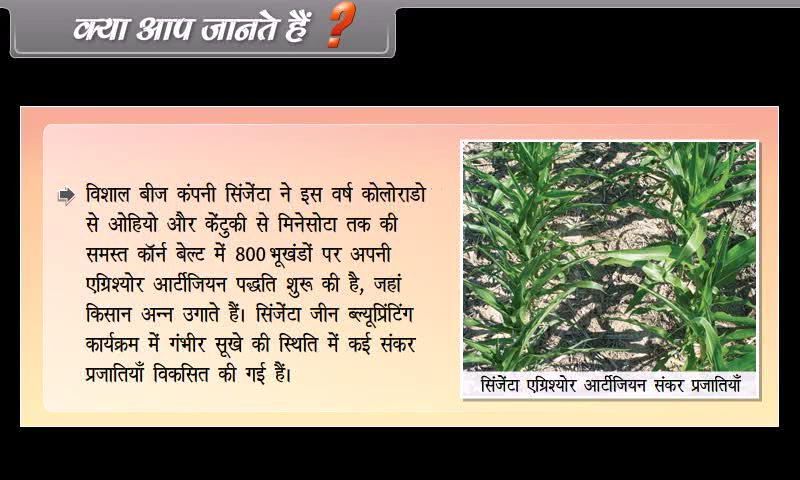 क्या आप जानते हैं ?
विशाल बीज कंपनी सिंजेंटा ने इस वर्ष कोलोराडो
से ओहियो और केंटुकी से मिनेसोटा तक की
समस्त कॉर्न बेल्ट में 800 भूखंडों पर अपनी
एग्रिश्योर आर्टीजियन पद्धति शुरू की है, जहां
किसान अन्न उगाते हैं। सिंजेंटा जीन ब्ल्यूप्रिंटिंग
कार्यक्रम में गंभीर सूखे की स्थिति में कई संकर
प्रजातियाँ विकसित की गई हैं।
सिंजेंटा एग्रिश्योर आर्टीजियन संकर प्रजातियाँ